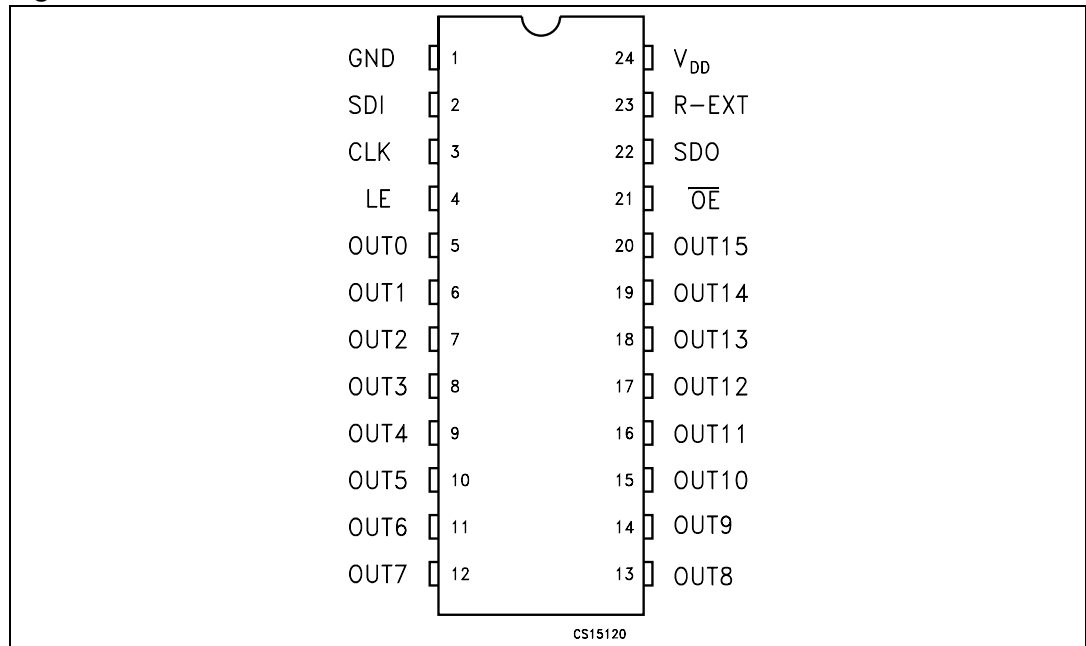 GND 1 24 VDD
SDI 2 23 R-EXT
CLK 3 22 SDO
LE 4 21 O̅E̅
OUT0 5 20 OUT15
OUT1 6 19 OUT14
OUT2 7 18 OUT13
OUT3 8 17 OUT12
OUT4 9 16 OUT11
OUT5 10 15 OUT10
OUT6 11 14 OUT9
OUT7 12 13 OUT8
CS15120